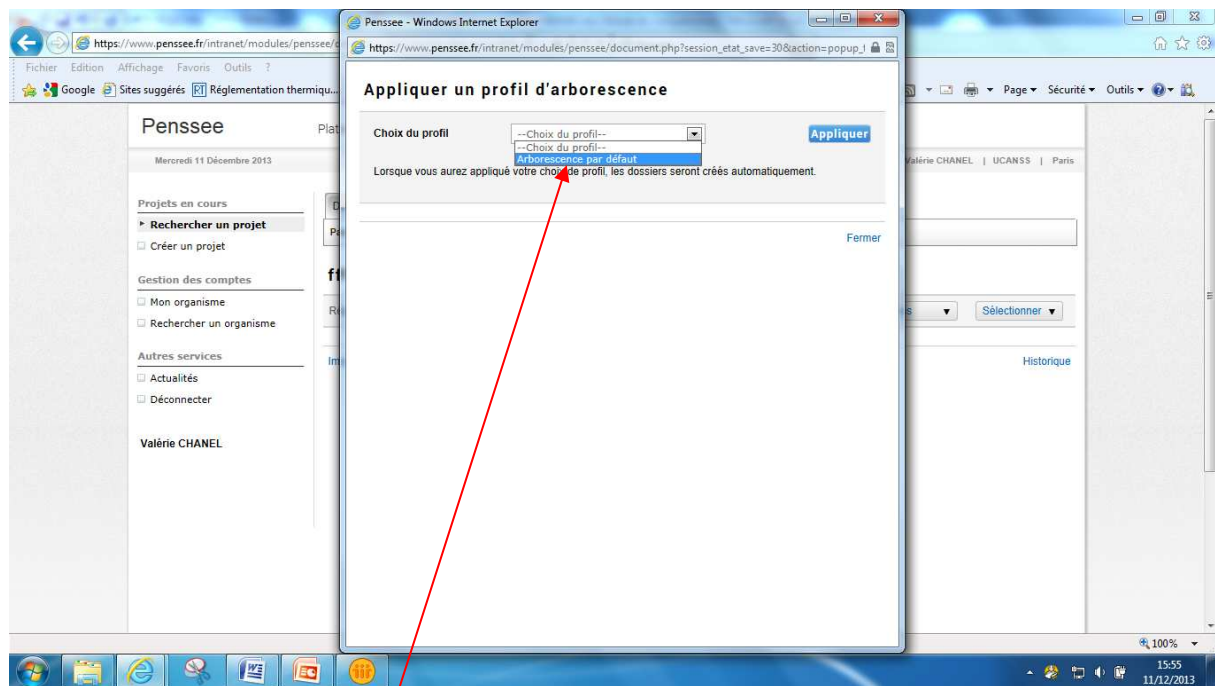 Penssee - Windows Internet Explorer
https://www.penssee.fr/intranet/modules/penssee/document.php?session_etat_save=30&action=popup_
https://www.penssee.fr/intranet/modules/penssee/
Fichier Edition Affichage Favoris Outils ?
Google Sites suggérés RT Réglementation thermiqu...
Page Sécurité Outils
Appliquer un profil d'arborescence
Choix du profil
--Choix du profil--
Appliquer
--Choix du profil--
Arborescence par défaut
Lorsque vous aurez appliqué votre choix de profil, les dossiers seront créés automatiquement.
Fermer
Penssee
Plat
Mercredi 11 Décembre 2013
Valérie CHANEL | UCANSS | Paris
Projets en cours
Rechercher un projet
Créer un projet
Gestion des comptes
Mon organisme
Rechercher un organisme
Sélectionner
Autres services
Actualités
Déconnecter
Im
Historique
Valérie CHANEL
100%
15:55
11/12/2013